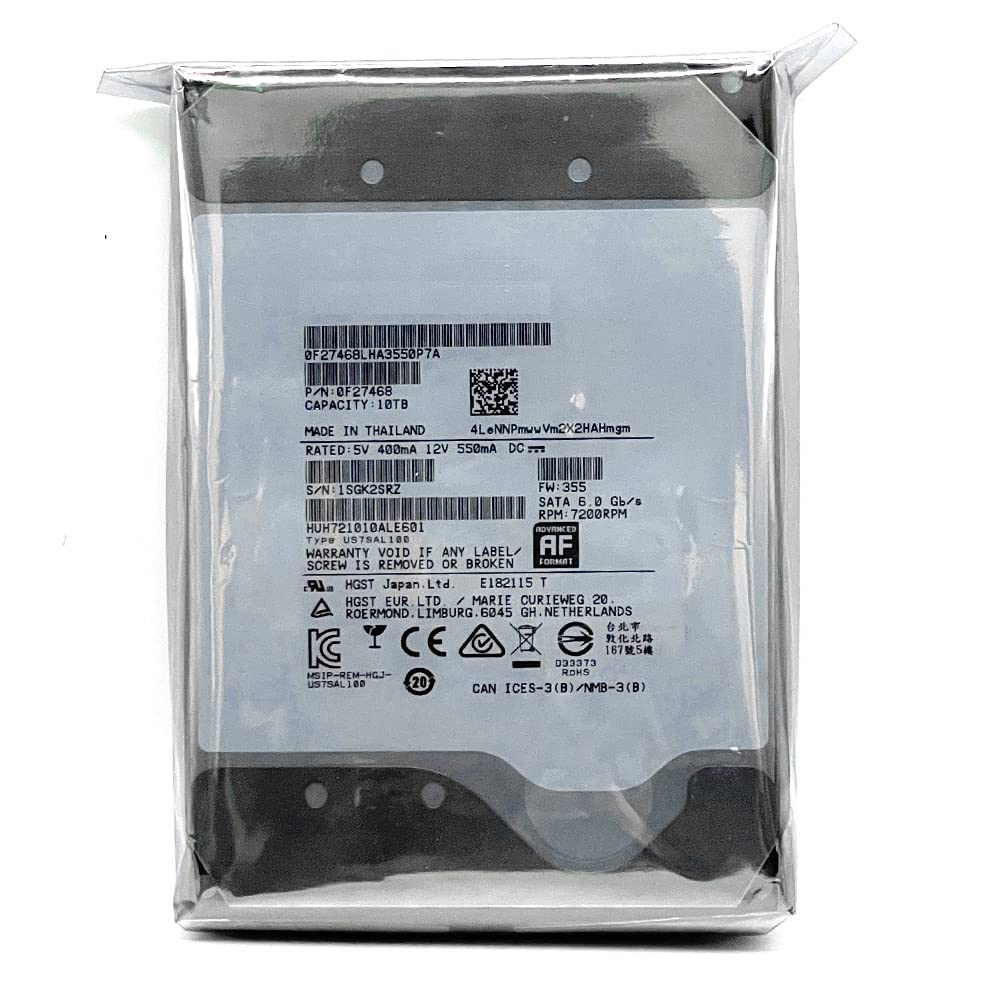 0F27468LHA3550P7A
P/N:0F27468
CAPACITY:10TB
MADE IN THAILAND
4LeNNPmwwVm2X2HAHmgm
RATED:5V 400mA 12V 550mA DC
S/N:1SGK2SRZ
FW:355
SATA 6.0 Gb/s
RPM:7200RPM
HUH721010ALE601
Type US7SAL100
WARRANTY VOID IF ANY LABEL/
SCREW IS REMOVED OR BROKEN
ADVANCED
AF
FORMAT
HGST Japan.Ltd. E182115 T
HGST EUR.LTD. / MARIE CURIEWEG 20.
ROERMOND.LIMBURG.6045 GH.NETHERLANDS
MSIP-REM-HGJ-
US7SAL100
20
D33373
RoHS
台北市
敦化北路
167號5樓
CAN ICES-3(B)/NMB-3(B)